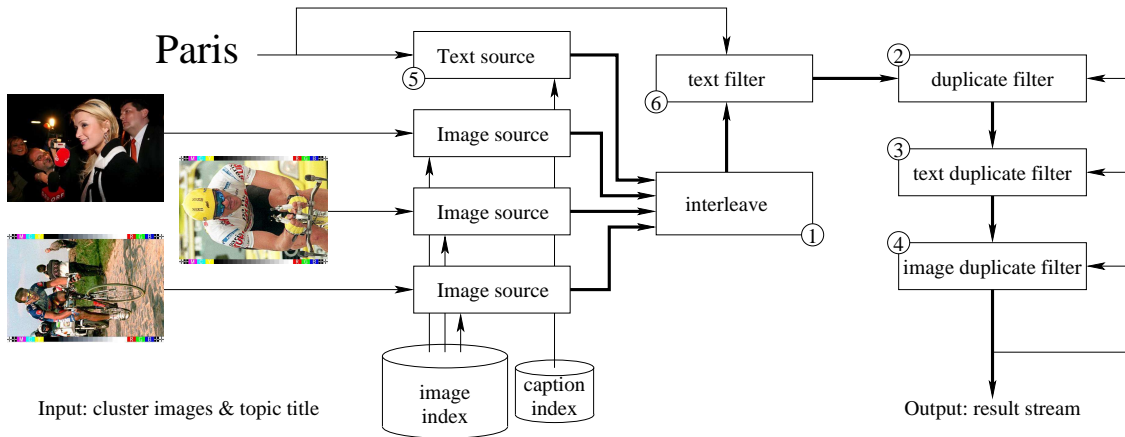 Paris
Text source
5
text filter
6
2
duplicate filter
Image source
3
text duplicate filter
Image source
interleave
1
4
image duplicate filter
Image source
image
index
caption
index
Input: cluster images & topic title
Output: result stream